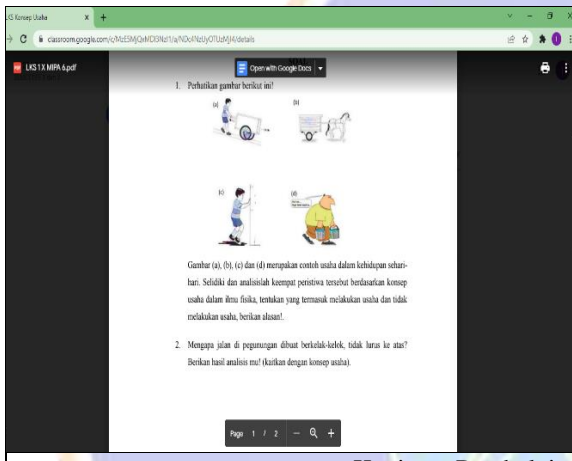 LKS Konsep Usaha
classroom.google.com/c/
LKS 1 X MIPA 6.pdf
Open with Google Docs
1. Perhatikan gambar berikut ini!
(a)
(b)
(c)
(d)
Gambar (a), (b), (c) dan (d) merupakan contoh usaha dalam kehidupan sehari-
hari. Selidiki dan analisislah keempat peristiwa tersebut berdasarkan konsep
usaha dalam ilmu fisika, tentukan yang termasuk melakukan usaha dan tidak
melakukan usaha, berikan alasan!.
2. Mengapa jalan di pegunungan dibuat berkelak-kelok, tidak lurus ke atas?
Berikan hasil analisis mu! (kaitkan dengan konsep usaha).
Page 1 / 2